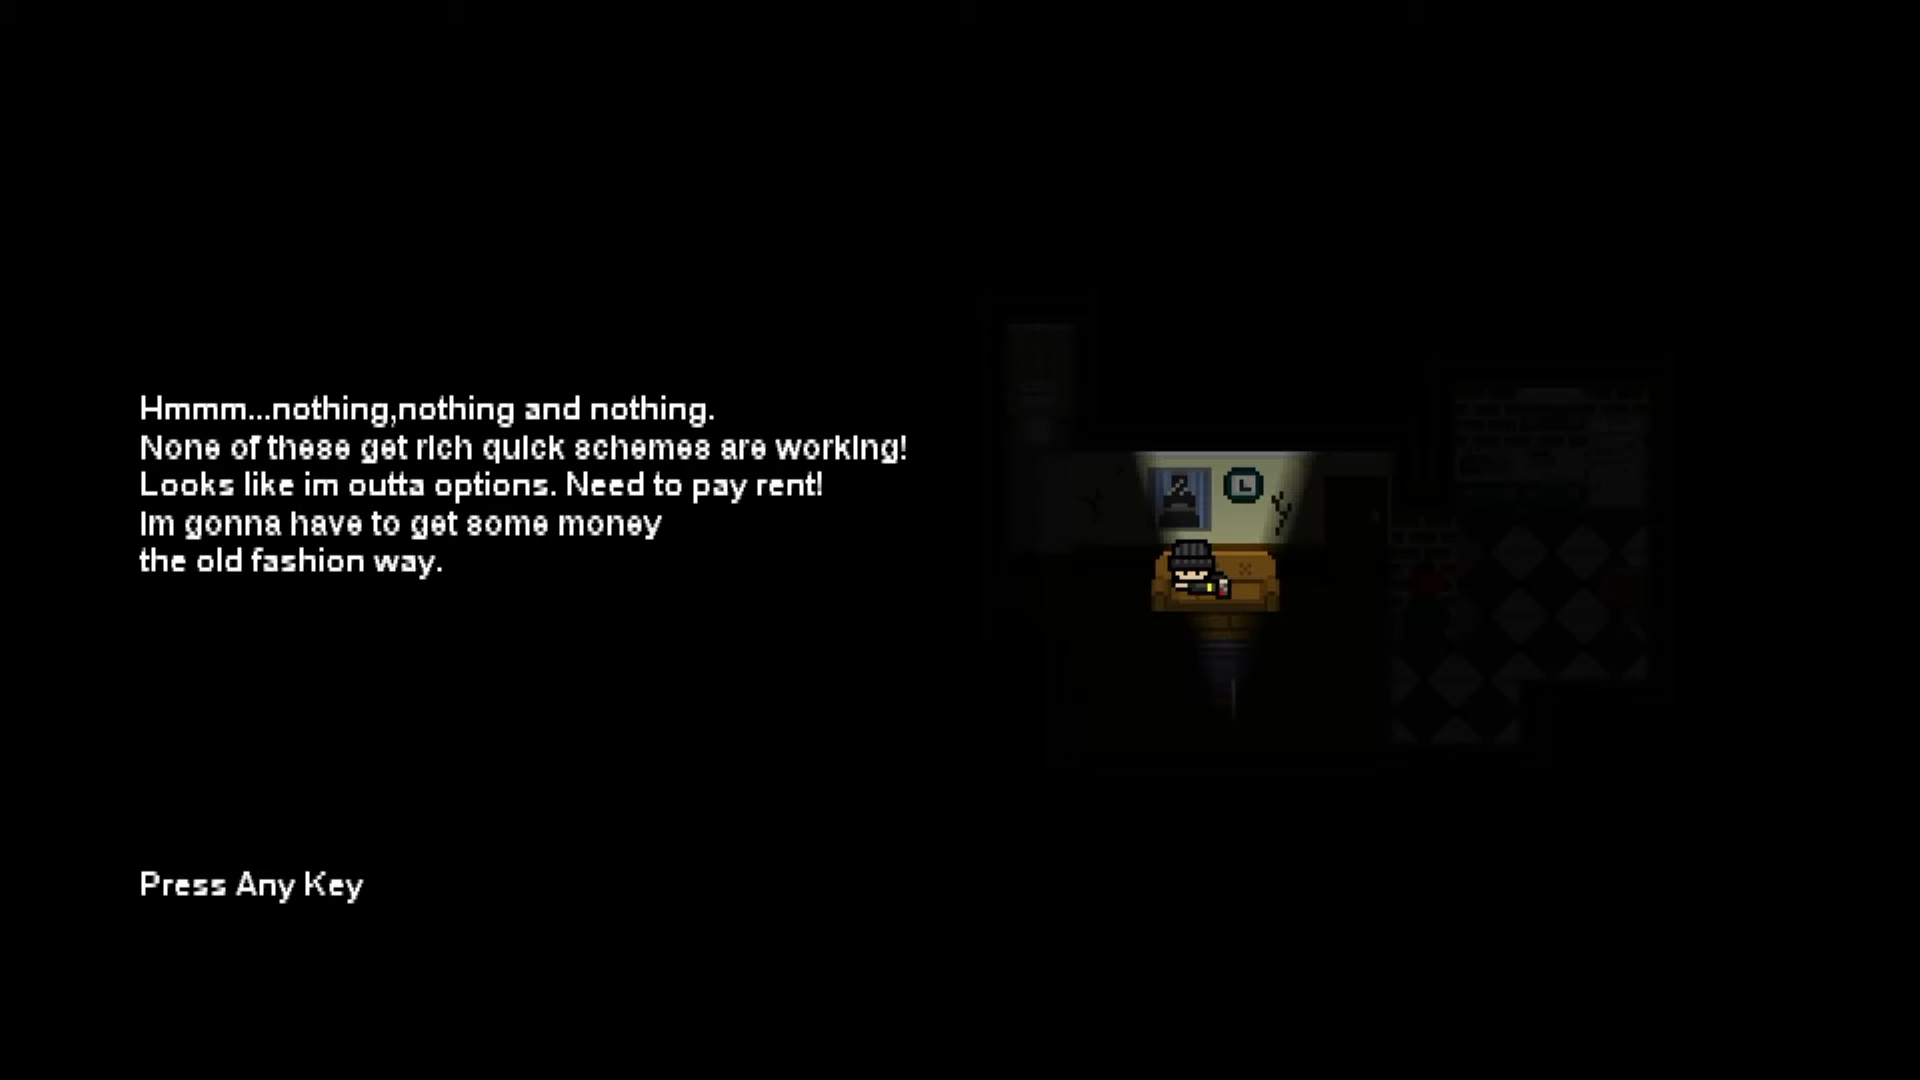 Hmmm...nothing,nothing and nothing.
None of these get rich quick schemes are working!
Looks like im outta options. Need to pay rent!
Im gonna have to get some money
the old fashion way.
Press Any Key